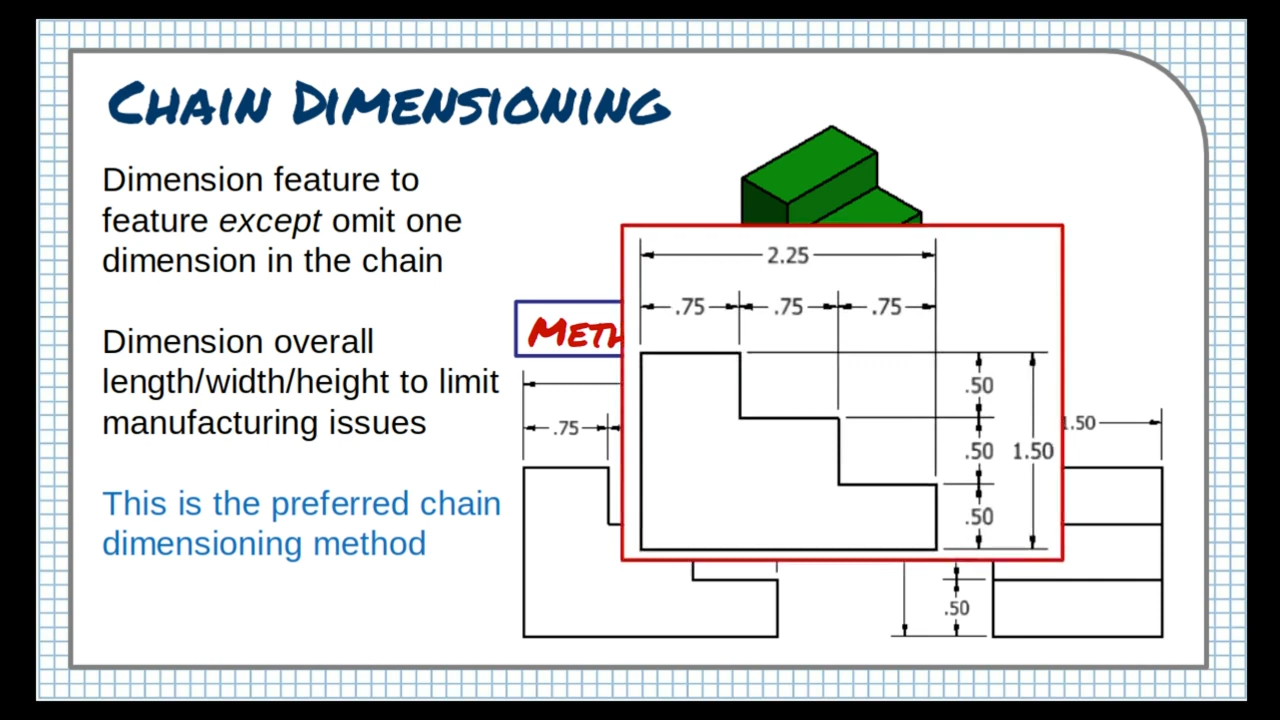 CHAIN DIMENSIONING
Dimension feature to
feature except omit one
dimension in the chain
Dimension overall
length/width/height to limit
manufacturing issues
This is the preferred chain
dimensioning method
2.25
.75 .75 .75
.50
.50 1.50
.50
.75
1.50
.50